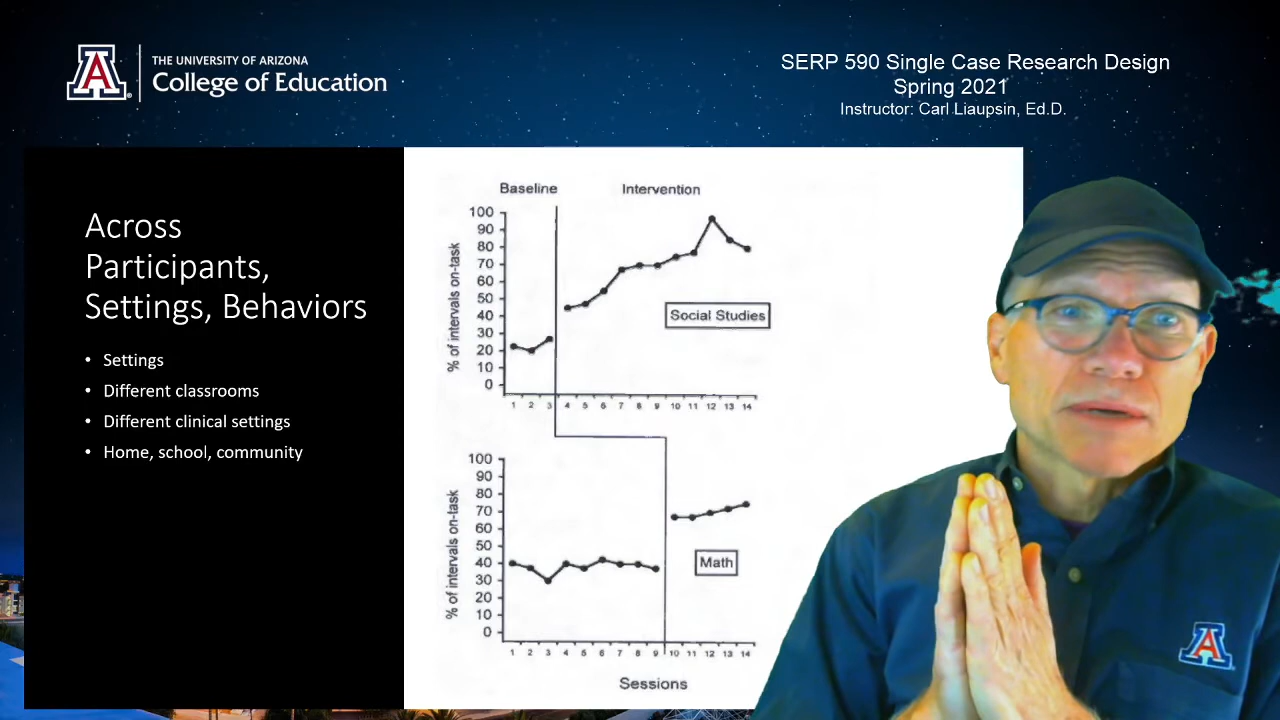 THE UNIVERSITY OF ARIZONA
College of Education
SERP 590 Single Case Research Design
Spring 2021
Instructor: Carl Liaupsin, Ed.D.
Across
Participants,
Settings, Behaviors
• Settings
• Different classrooms
• Different clinical settings
• Home, school, community
Baseline Intervention
% of intervals on-task
100
90
80
70
60
50
40
30
20
10
0
Social Studies
1 2 3 4 5 6 7 8 9 10 11 12 13 14
% of intervals on-task
100
90
80
70
60
50
40
30
20
10
0
Math
1 2 3 4 5 6 7 8 9 10 11 12 13 14
Sessions
A
A